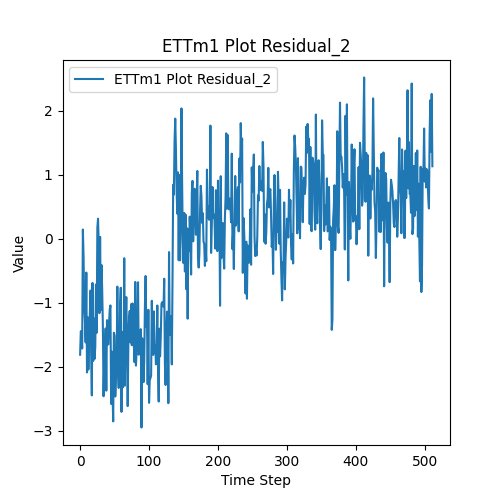 ETTm1 Plot Residual_2
ETTm1 Plot Residual_2
2
1
0
−1
−2
−3
Value
0 100 200 300 400 500
Time Step